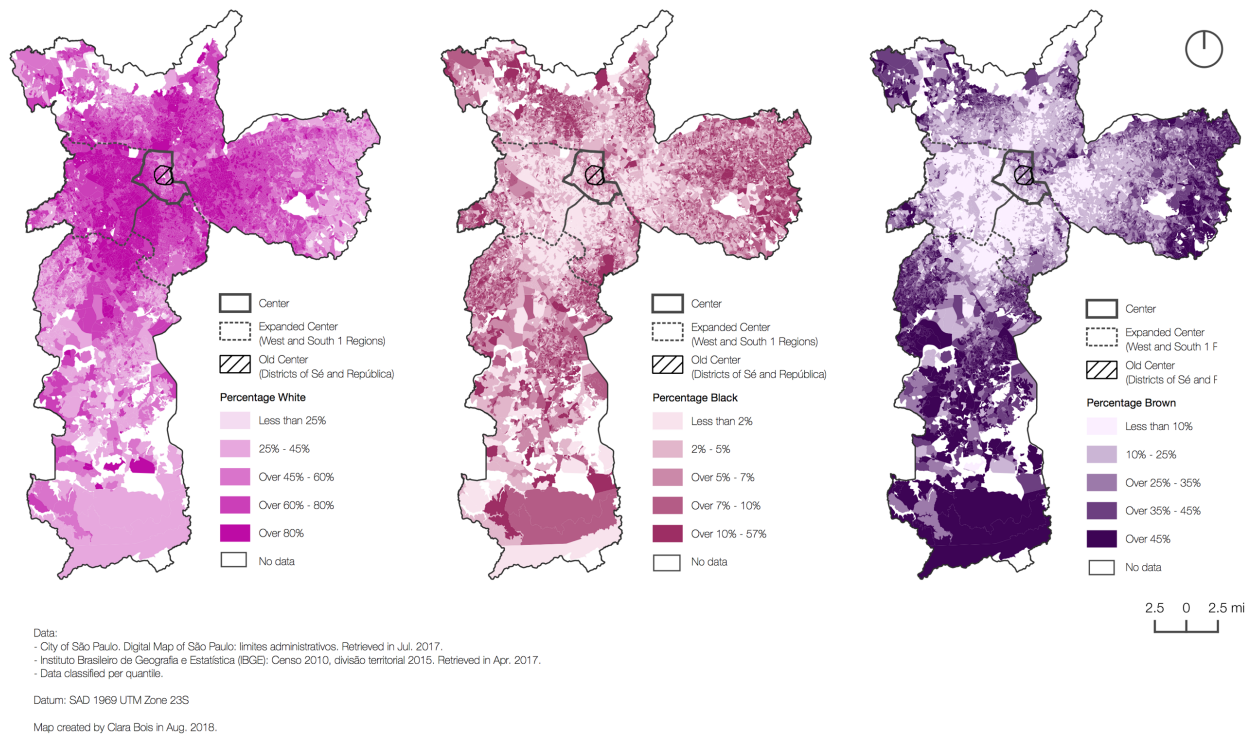 Center
Expanded Center
(West and South 1 Regions)
Old Center
(Districts of Sé and República)
Percentage White
Less than 25%
25% - 45%
Over 45% - 60%
Over 60% - 80%
Over 80%
No data
Center
Expanded Center
(West and South 1 Regions)
Old Center
(Districts of Sé and República)
Percentage Black
Less than 2%
2% - 5%
Over 5% - 7%
Over 7% - 10%
Over 10% - 57%
No data
Center
Expanded Center
(West and South 1 F
Old Center
(Districts of Sé and F
Percentage Brown
Less than 10%
10% - 25%
Over 25% - 35%
Over 35% - 45%
Over 45%
No data
2.5 0 2.5 mi
Data:
- City of São Paulo. Digital Map of São Paulo: limites administrativos. Retrieved in Jul. 2017.
- Instituto Brasileiro de Geografia e Estatística (IBGE): Censo 2010, divisão territorial 2015. Retrieved in Apr. 2017.
- Data classified per quantile.
Datum: SAD 1969 UTM Zone 23S
Map created by Clara Bois in Aug. 2018.